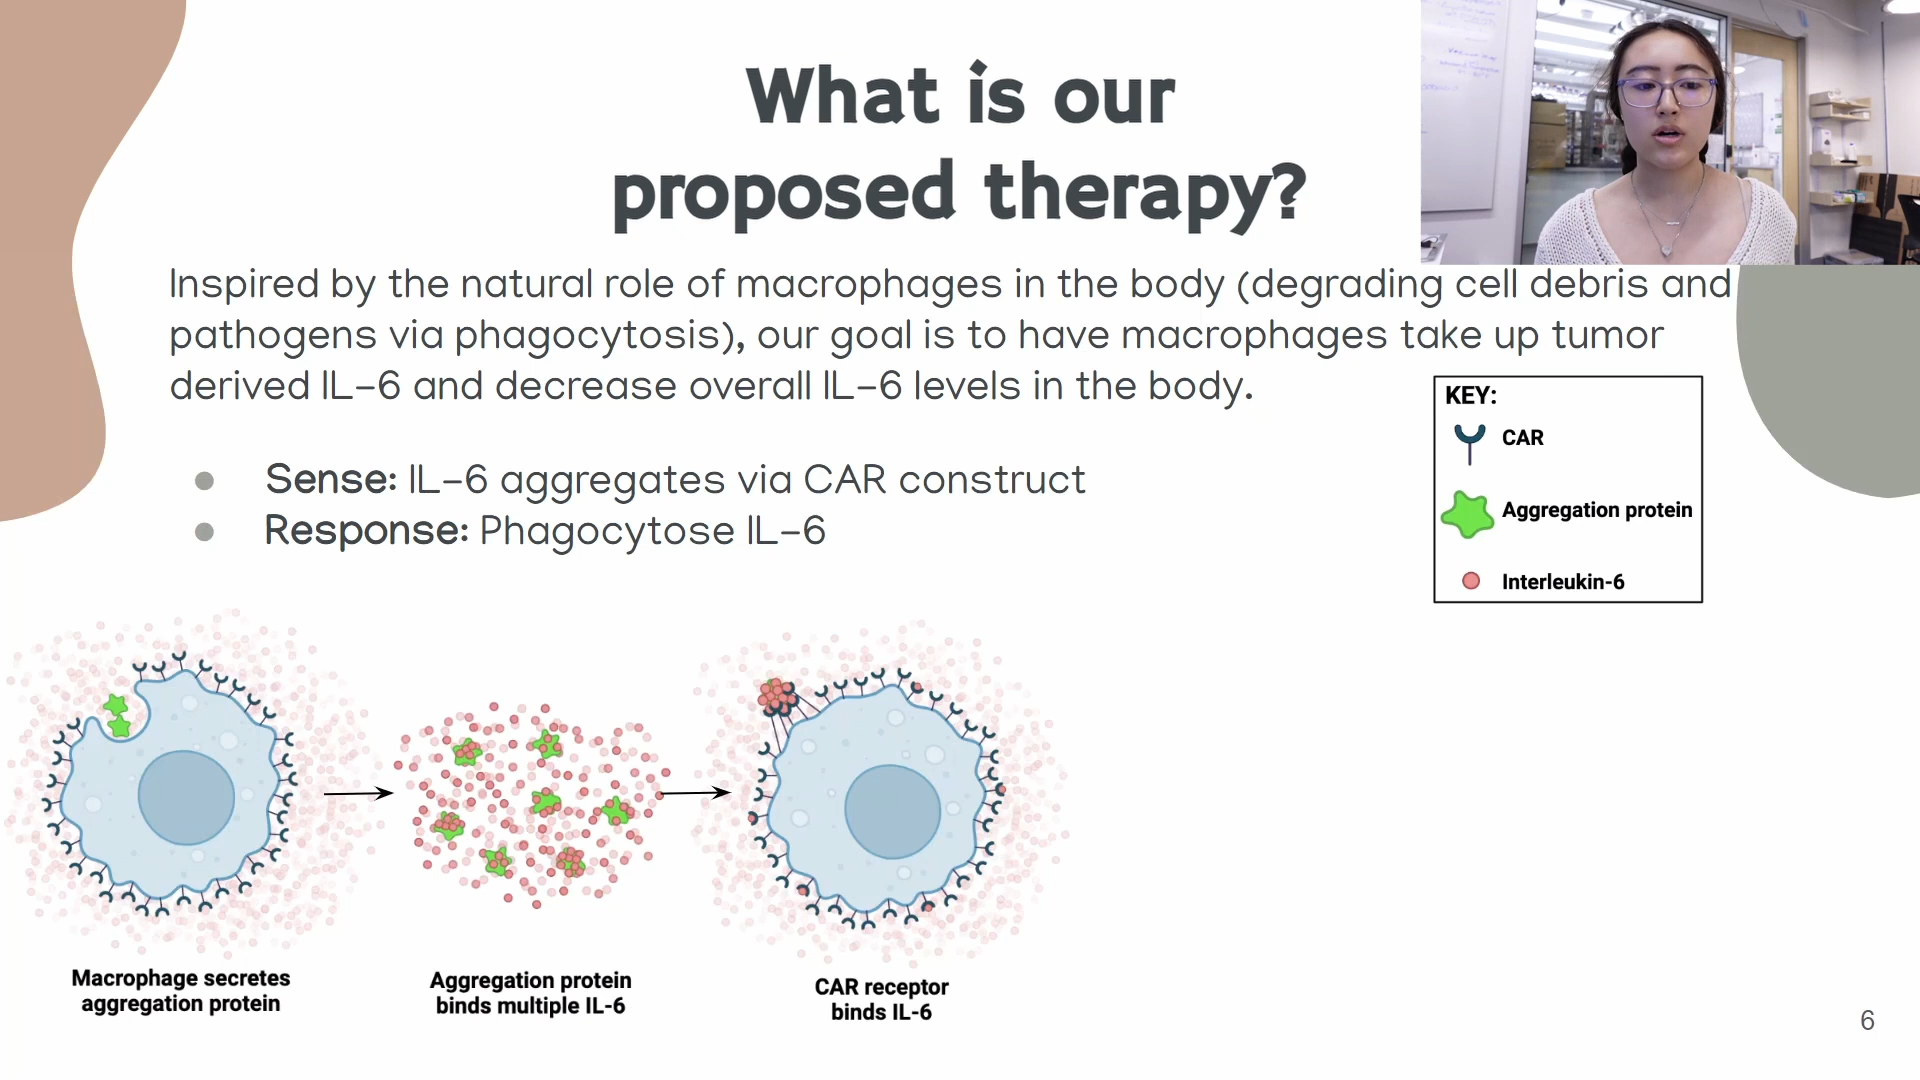 What is our
proposed therapy?
Inspired by the natural role of macrophages in the body (degrading cell debris and
pathogens via phagocytosis), our goal is to have macrophages take up tumor
derived IL-6 and decrease overall IL-6 levels in the body.
● Sense: IL-6 aggregates via CAR construct
● Response: Phagocytose IL-6
KEY:
CAR
Aggregation protein
Interleukin-6
Macrophage secretes
aggregation protein
Aggregation protein
binds multiple IL-6
CAR receptor
binds IL-6
6